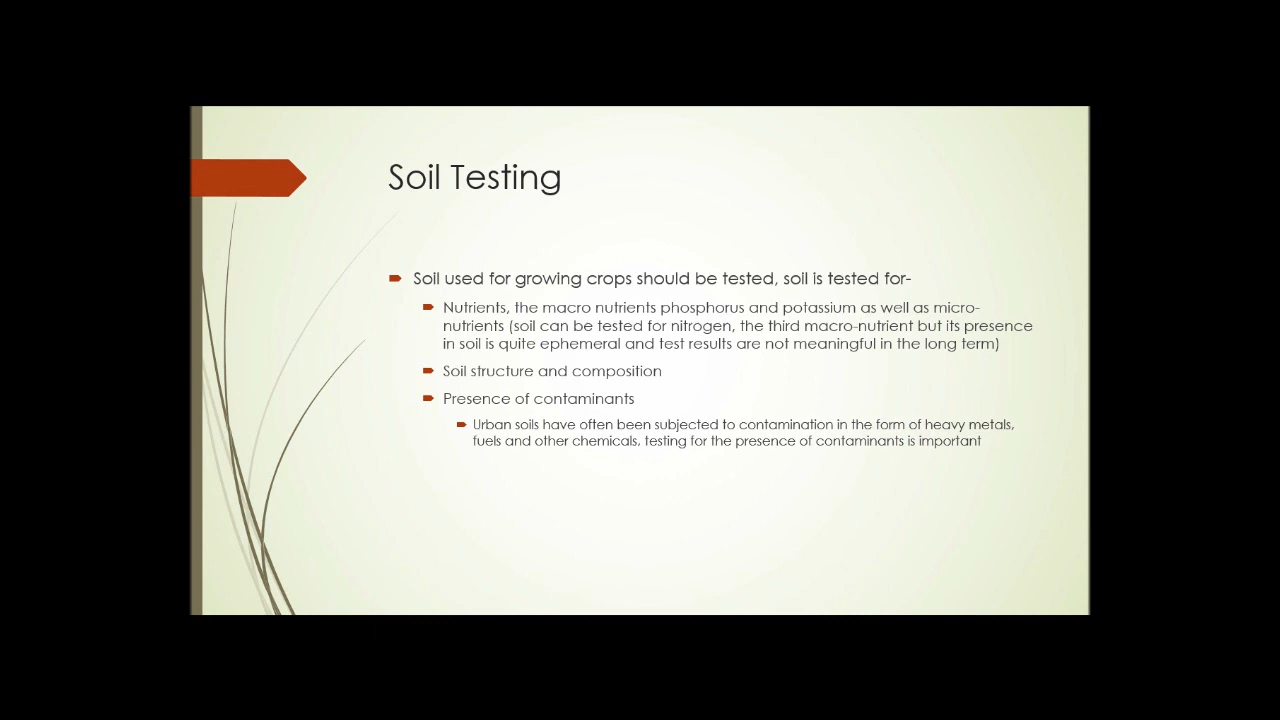 Soil Testing
Soil used for growing crops should be tested, soil is tested for-
Nutrients, the macro nutrients phosphorus and potassium as well as micro-
nutrients (soil can be tested for nitrogen, the third macro-nutrient but its presence
in soil is quite ephemeral and test results are not meaningful in the long term)
Soil structure and composition
Presence of contaminants
Urban soils have often been subjected to contamination in the form of heavy metals,
fuels and other chemicals, testing for the presence of contaminants is important